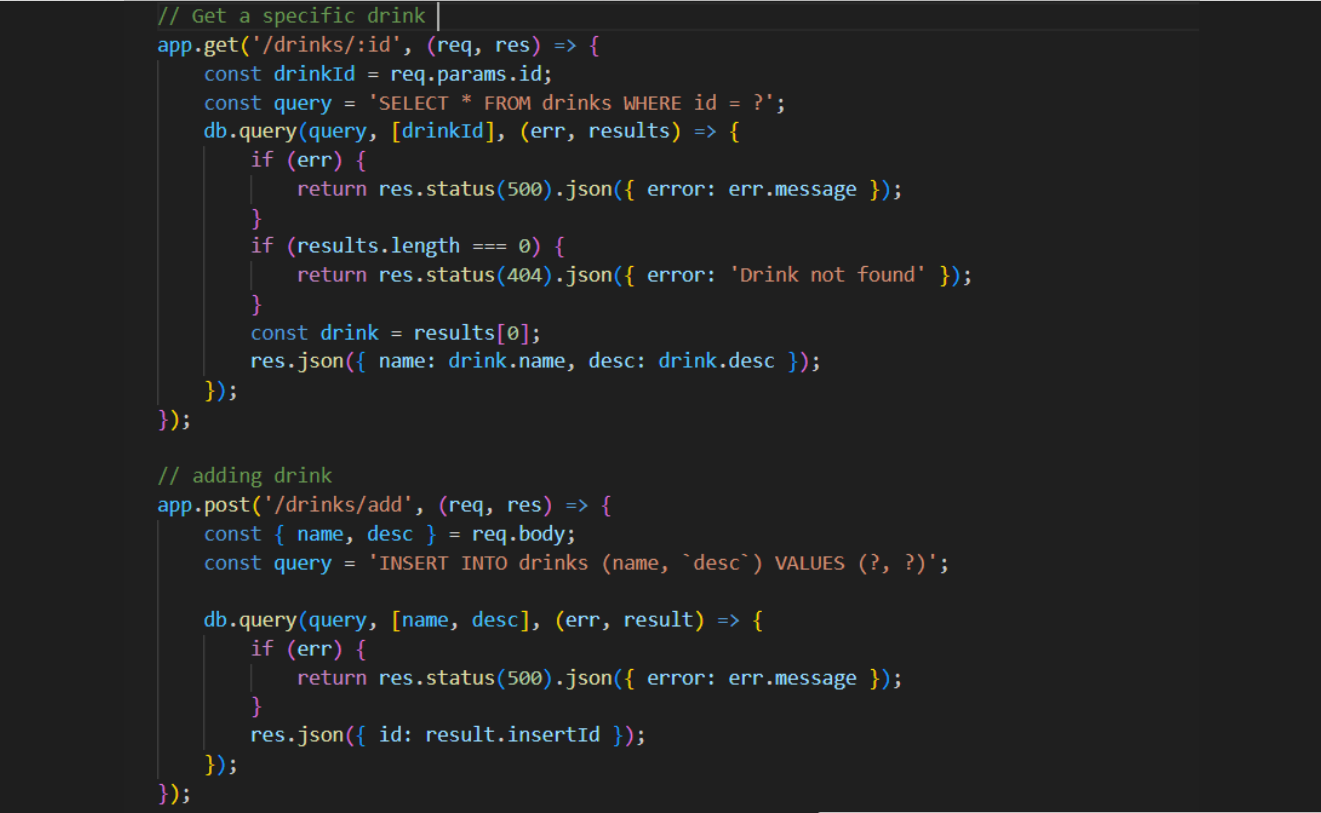 // Get a specific drink
app.get('/drinks/:id', (req, res) => {
    const drinkId = req.params.id;
    const query = 'SELECT * FROM drinks WHERE id = ?';
    db.query(query, [drinkId], (err, results) => {
        if (err) {
            return res.status(500).json({ error: err.message });
        }
        if (results.length === 0) {
            return res.status(404).json({ error: 'Drink not found' });
        }
        const drink = results[0];
        res.json({ name: drink.name, desc: drink.desc });
    });
});

// adding drink
app.post('/drinks/add', (req, res) => {
    const { name, desc } = req.body;
    const query = 'INSERT INTO drinks (name, `desc`) VALUES (?, ?)';

    db.query(query, [name, desc], (err, result) => {
        if (err) {
            return res.status(500).json({ error: err.message });
        }
        res.json({ id: result.insertId });
    });
});